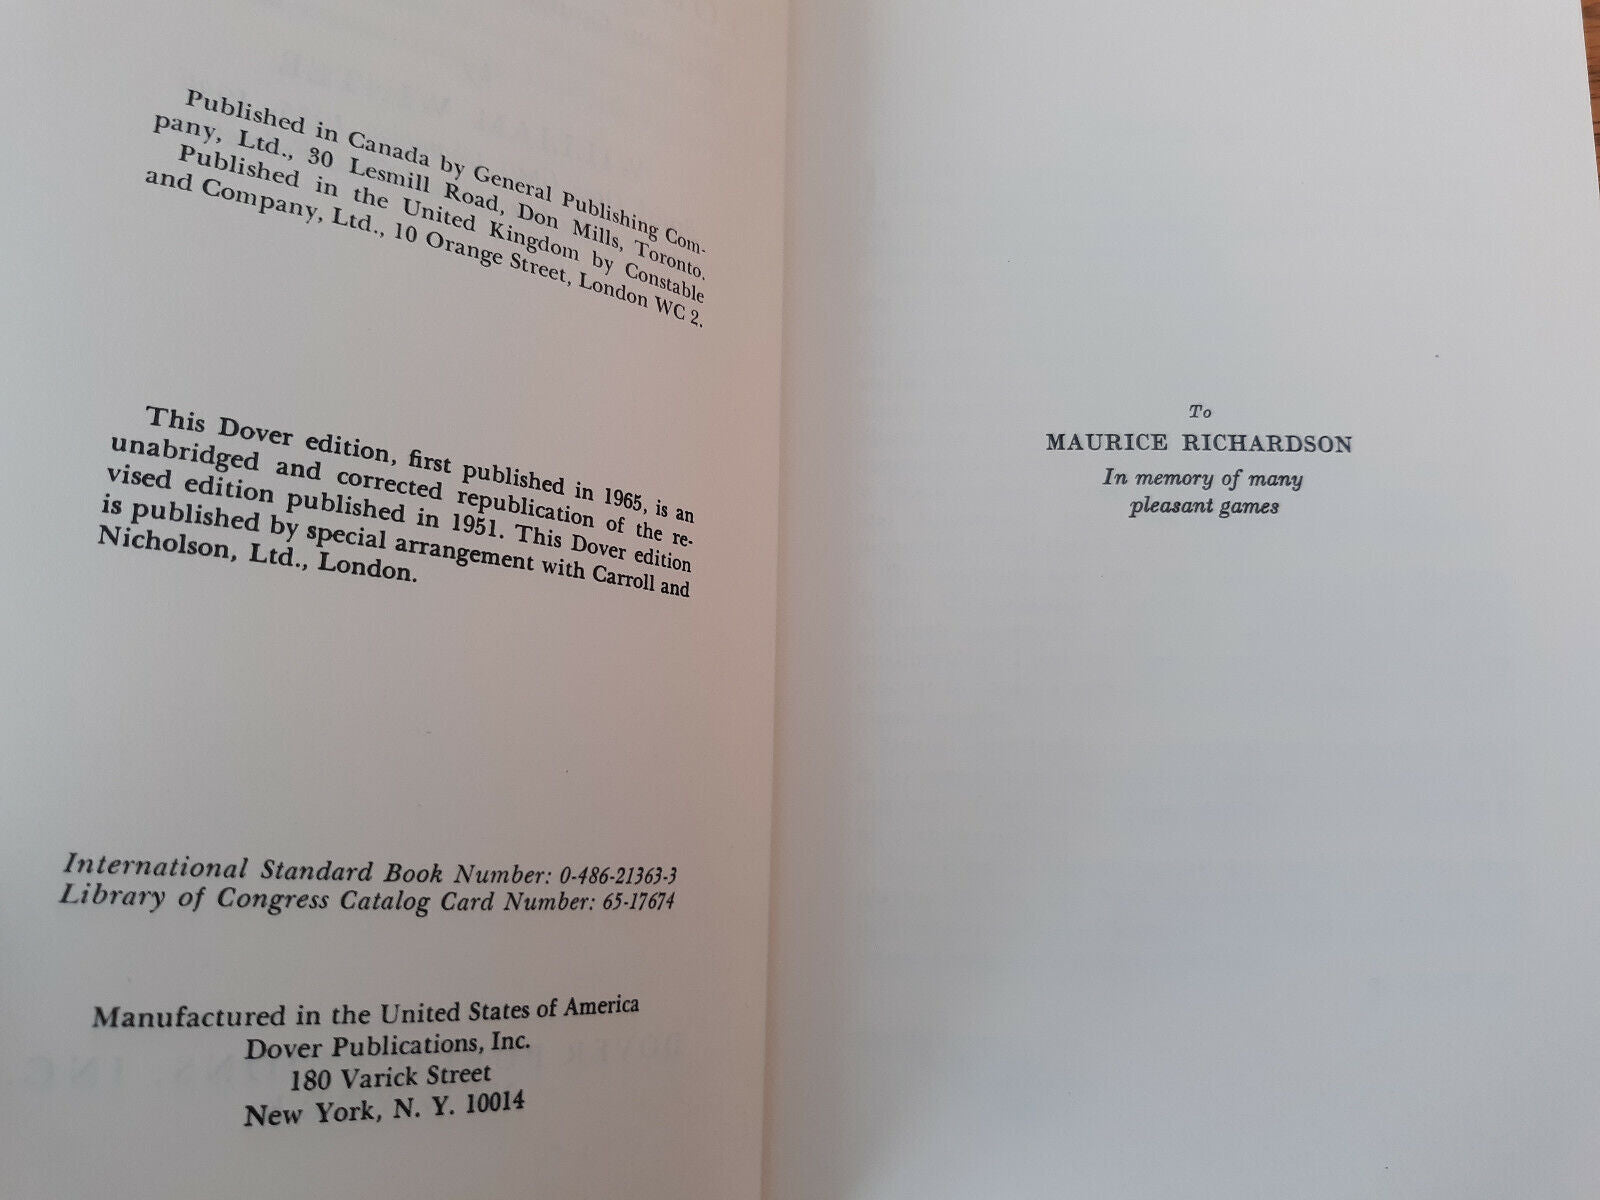 Published in Canada by General Publishing Com-
pany, Ltd., 30 Lesmill Road, Don Mills, Toronto.
Published in the United Kingdom by Constable
and Company, Ltd., 10 Orange Street, London WC 2.
This Dover edition, first published in 1965, is an
unabridged and corrected republication of the re-
vised edition published in 1951. This Dover edition
is published by special arrangement with Carroll and
Nicholson, Ltd., London.
International Standard Book Number: 0-486-21363-3
Library of Congress Catalog Card Number: 65-17674
Manufactured in the United States of America
Dover Publications, Inc.
180 Varick Street
New York, N. Y. 10014
To
MAURICE RICHARDSON
In memory of many
pleasant games